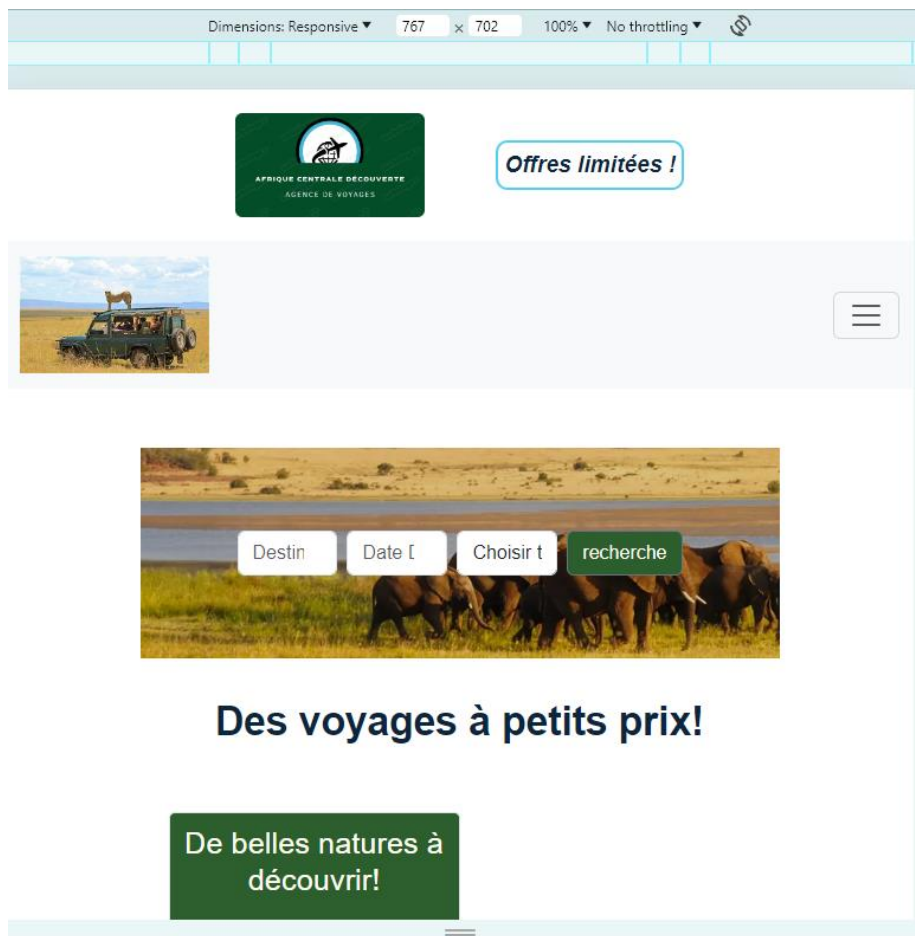 Dimensions: Responsive ▼ 767 × 702 100% ▼ No throttling ▼
AFRIQUE CENTRALE DÉCOUVERTE
AGENCE DE VOYAGES
Offres limitées !
Destin Date D Choisir t recherche
Des voyages à petits prix!
De belles natures à
découvrir!